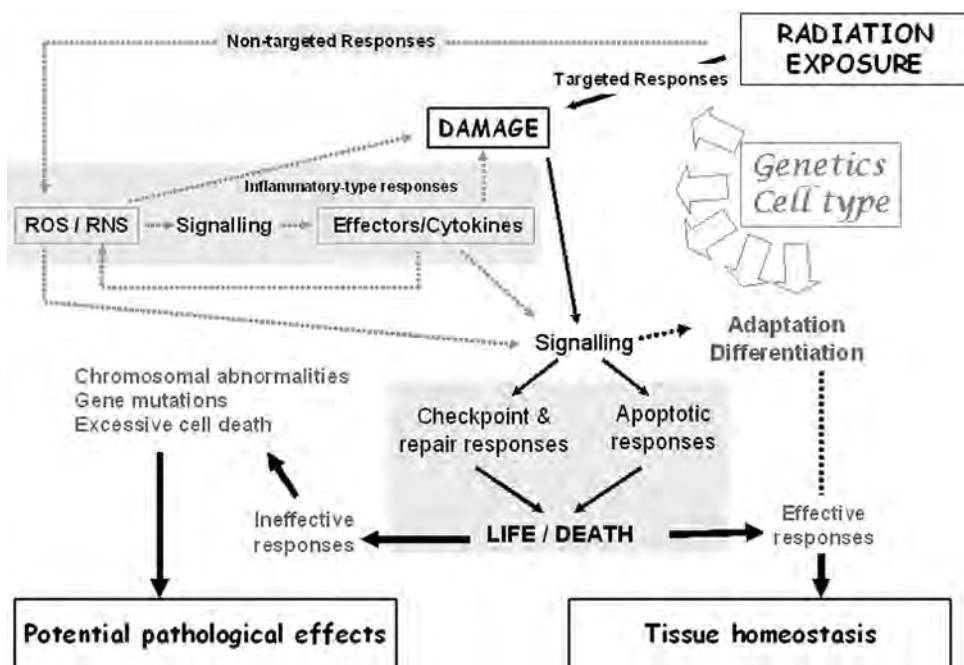 Non-targeted Responses
RADIATION
EXPOSURE
Targeted Responses
DAMAGE
Genetics
Cell type
Inflammatory-type responses
ROS / RNS
Signalling
Effectors/Cytokines
Signalling
Adaptation
Differentiation
Chromosomal abnormalities
Gene mutations
Excessive cell death
Checkpoint &
repair responses
Apoptotic
responses
Ineffective
responses
LIFE / DEATH
Effective
responses
Potential pathological effects
Tissue homeostasis